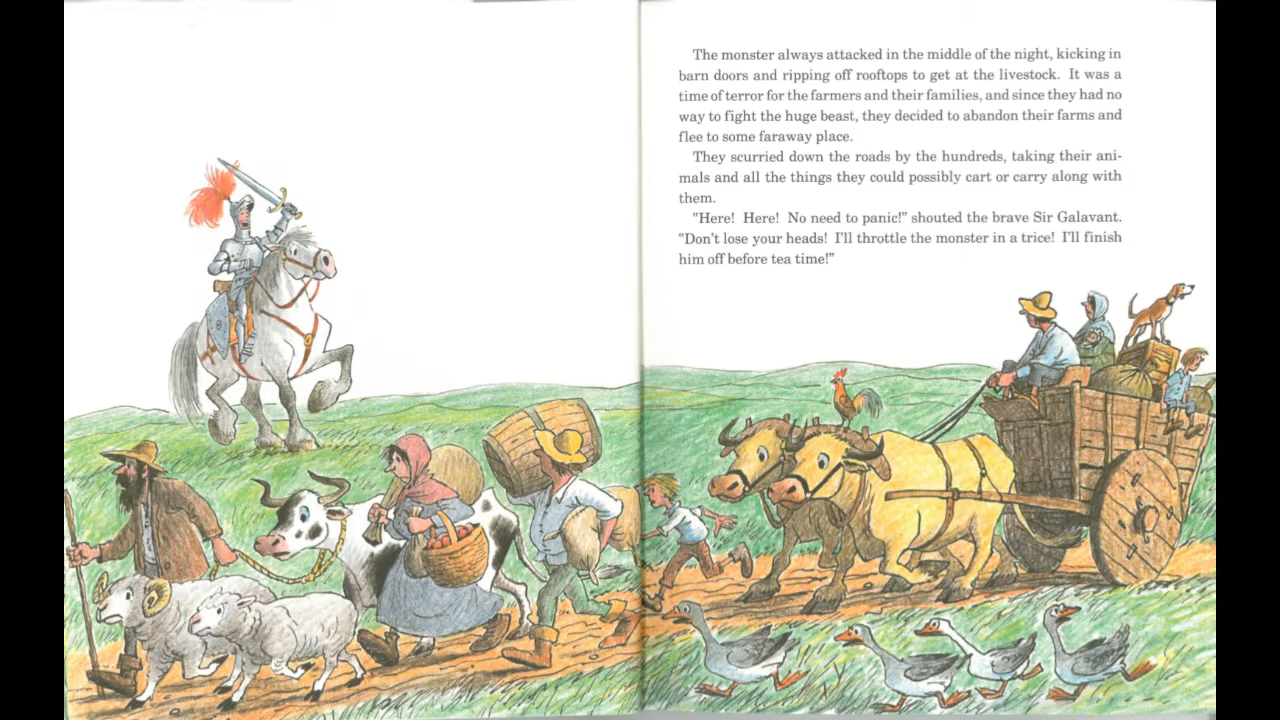 The monster always attacked in the middle of the night, kicking in
barn doors and ripping off rooftops to get at the livestock. It was a
time of terror for the farmers and their families, and since they had no
way to fight the huge beast, they decided to abandon their farms and
flee to some faraway place.
They scurried down the roads by the hundreds, taking their ani-
mals and all the things they could possibly cart or carry along with
them.
"Here! Here! No need to panic!" shouted the brave Sir Galavant.
"Don't lose your heads! I'll throttle the monster in a trice! I'll finish
him off before tea time!"